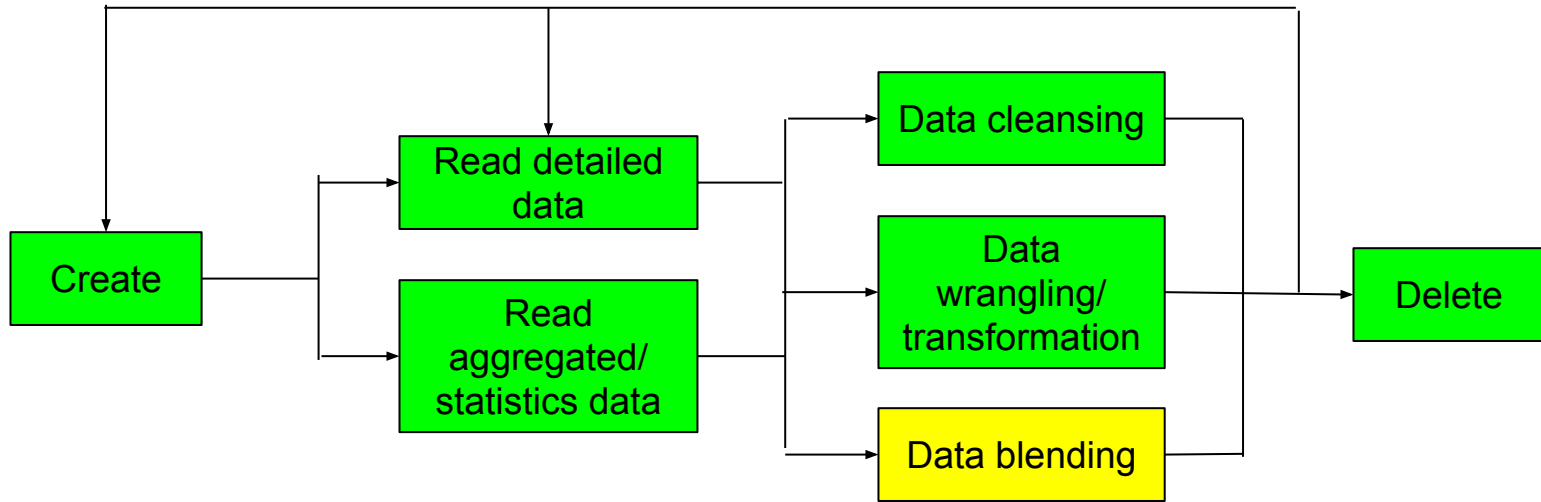 Create
Read detailed
data
Read
aggregated/
statistics data
Data cleansing
Data
wrangling/
transformation
Data blending
Delete